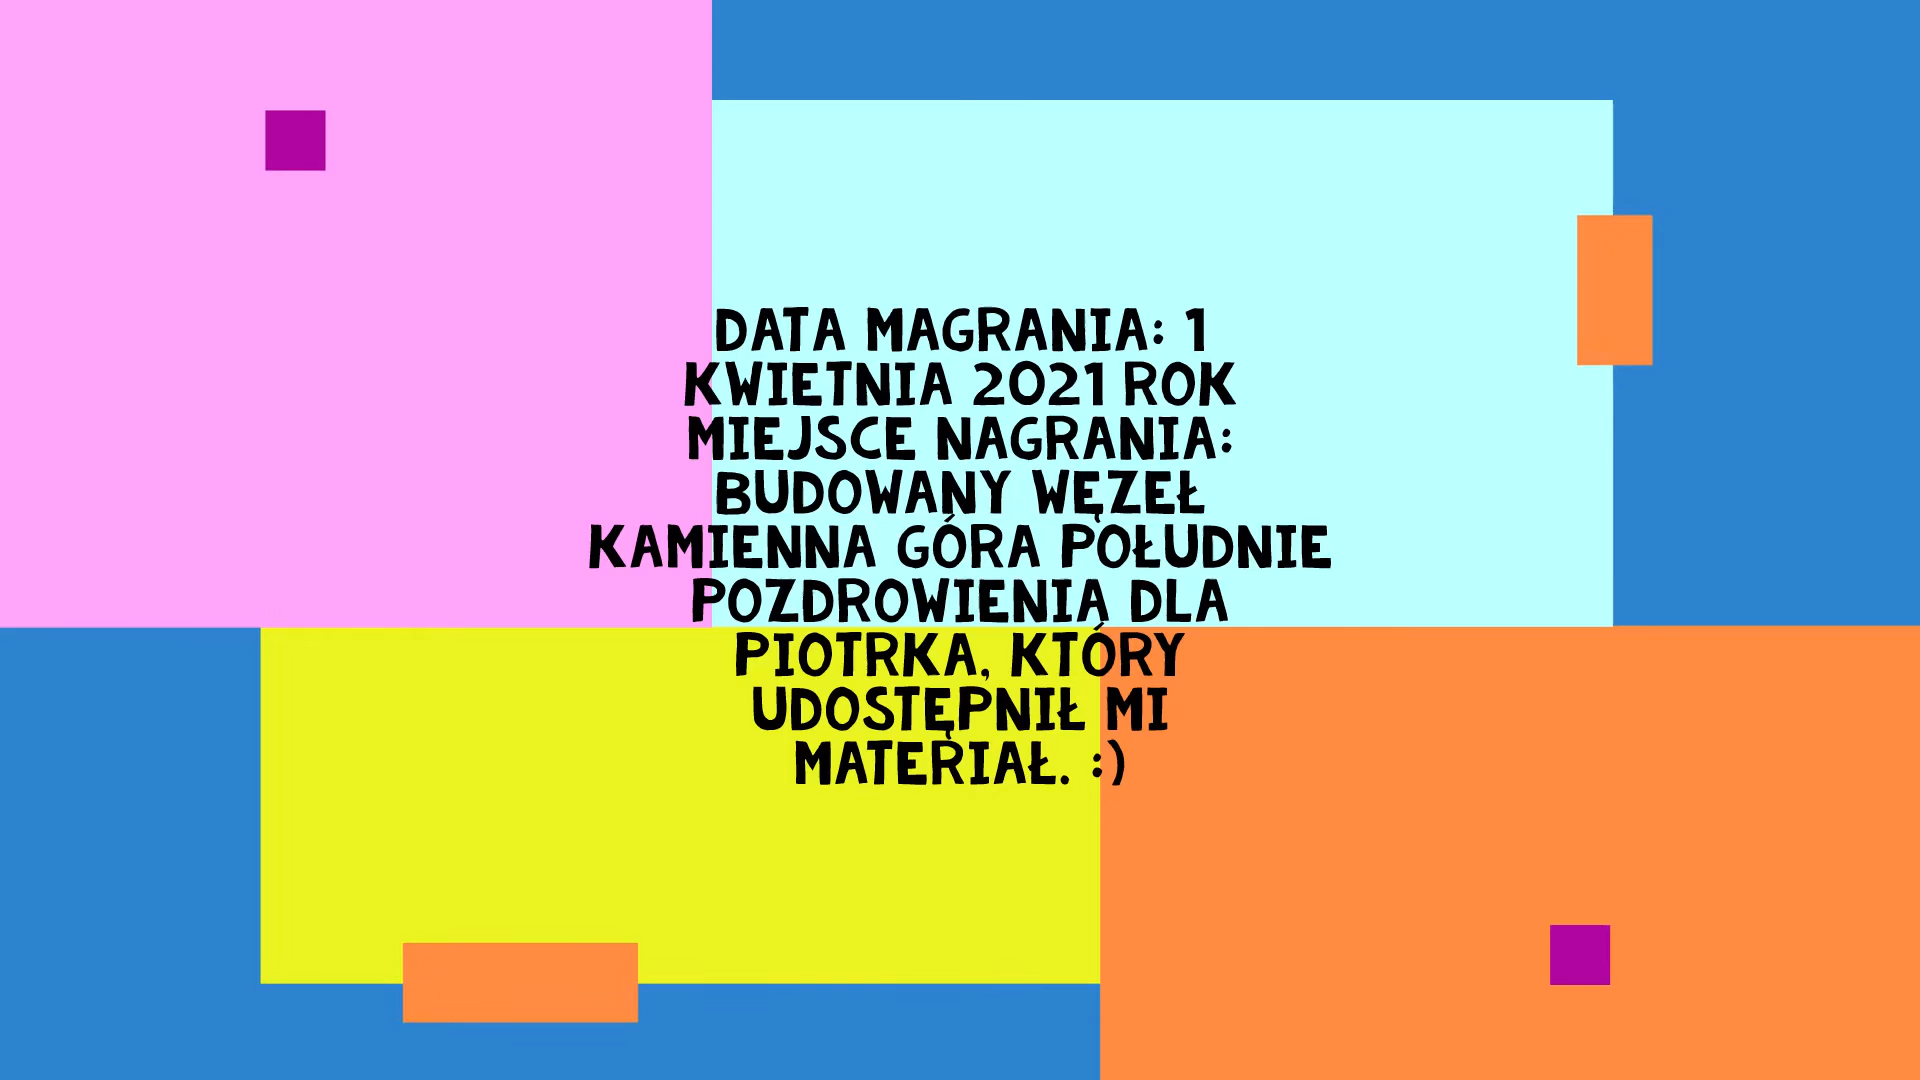 DATA MAGRANIA: 1
KWIETNIA 2021 ROK
MIEJSCE NAGRANIA:
BUDOWANY WĘZEŁ
KAMIENNA GÓRA POŁUDNIE
POZDROWIENIA DLA
PIOTRKA, KTÓRY
UDOSTĘPNIŁ MI
MATERIAŁ. :)